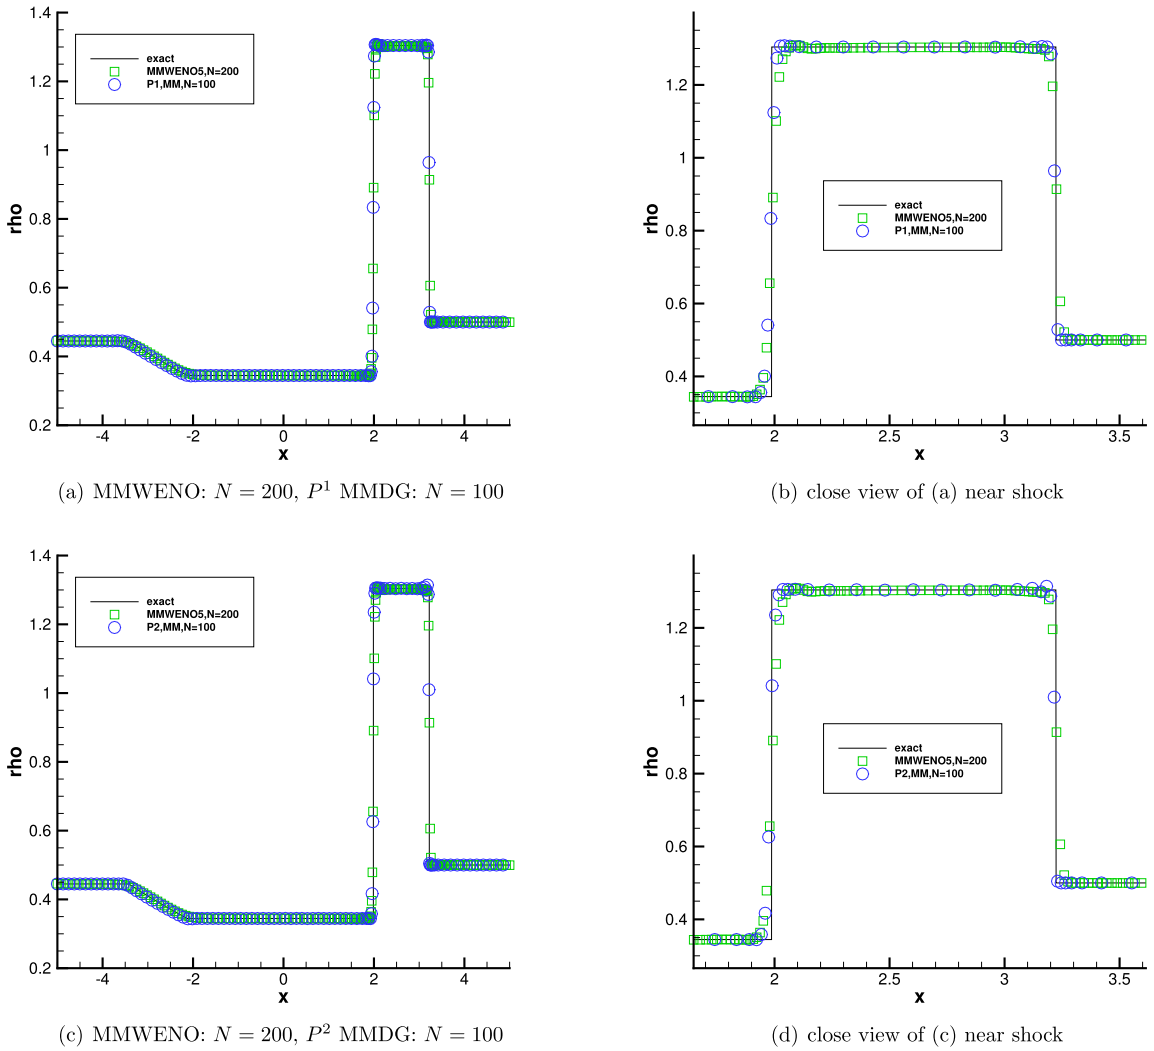 1.4
1.2
1
0.8
0.6
0.4
0.2
rho
-4
-2
0
2
4
x
exact
MMWENO5,N=200
P1,MM,N=100
(a) MMWENO: N = 200, P¹ MMDG: N = 100
1.2
1
0.8
0.6
0.4
rho
2
2.5
3
3.5
x
exact
MMWENO5,N=200
P1,MM,N=100
(b) close view of (a) near shock
1.4
1.2
1
0.8
0.6
0.4
0.2
rho
-4
-2
0
2
4
x
exact
MMWENO5,N=200
P2,MM,N=100
(c) MMWENO: N = 200, P² MMDG: N = 100
1.2
1
0.8
0.6
0.4
rho
2
2.5
3
3.5
x
exact
MMWENO5,N=200
P2,MM,N=100
(d) close view of (c) near shock